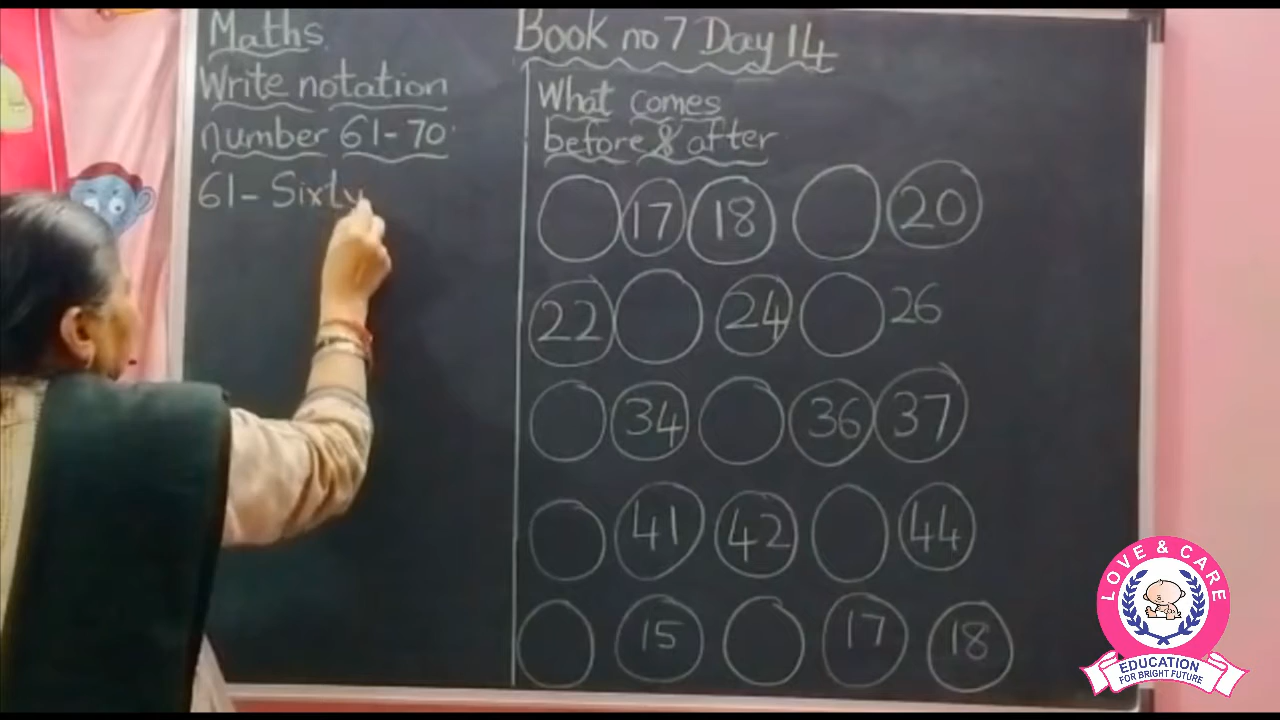 Maths
Write notation
number 61-70
61- Sixty
Book no 7 Day 14
What comes
before & after
17 18 20
22 24 26
34 36 37
41 42 44
15 17 18
LOVE & CARE
EDUCATION
FOR BRIGHT FUTURE